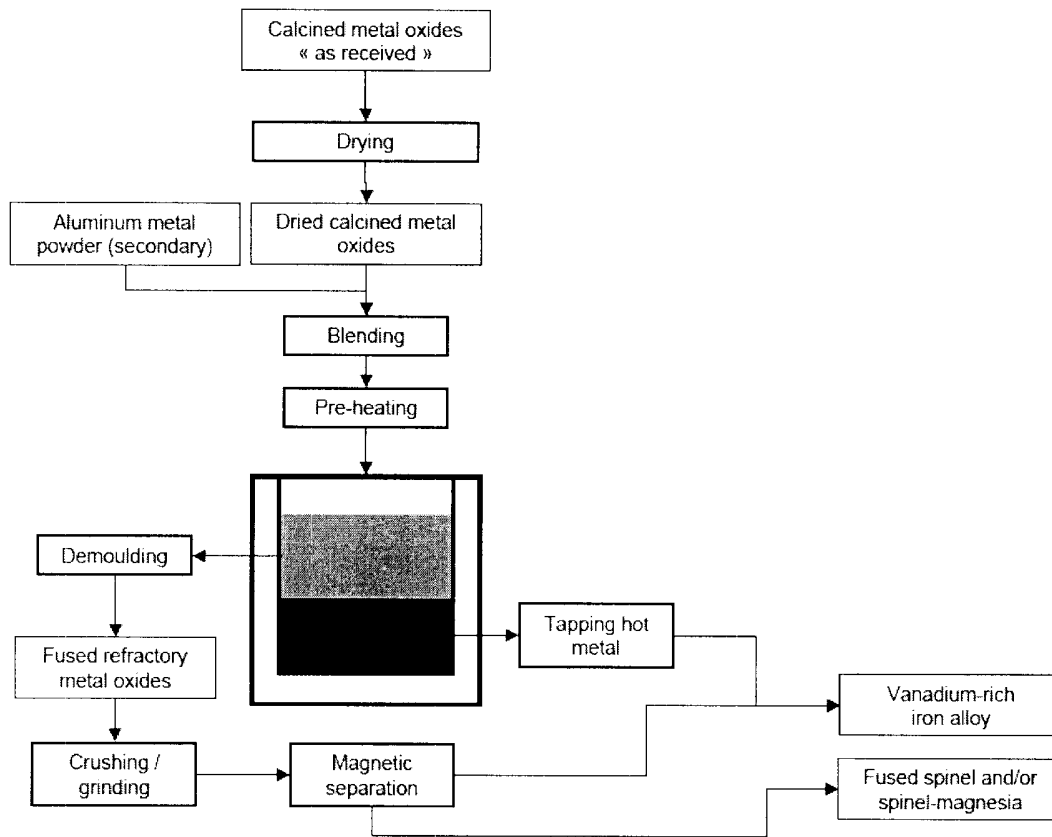 Calcined metal oxides
« as received »
Drying
Aluminum metal
powder (secondary)
Dried calcined metal
oxides
Blending
Pre-heating
Demoulding
Tapping hot
metal
Fused refractory
metal oxides
Vanadium-rich
iron alloy
Crushing /
grinding
Magnetic
separation
Fused spinel and/or
spinel-magnesia